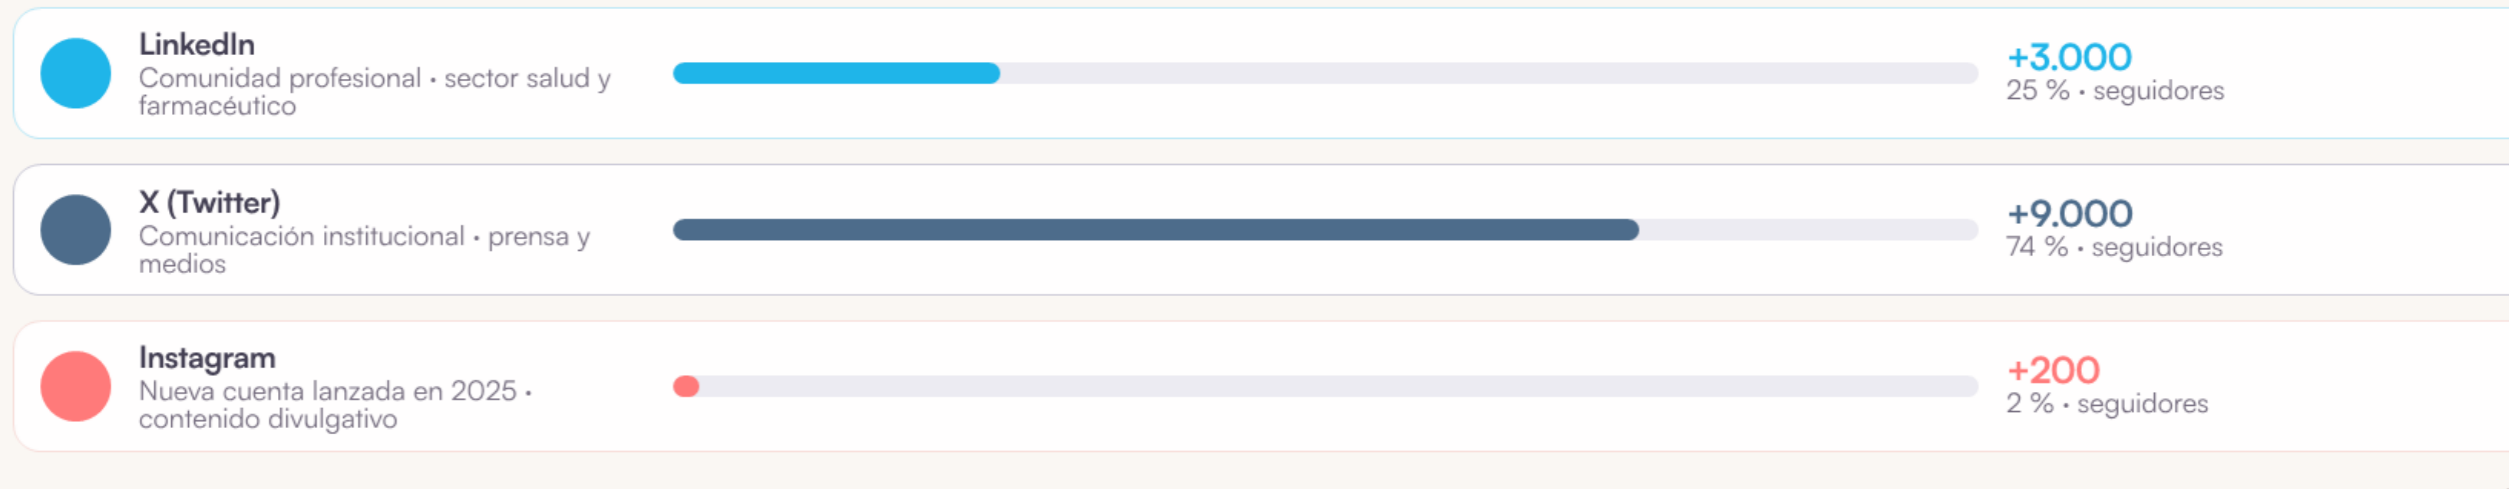 LinkedIn
Comunidad profesional · sector salud y
farmacéutico
+3.000
25 % · seguidores
X (Twitter)
Comunicación institucional · prensa y
medios
+9.000
74 % · seguidores
Instagram
Nueva cuenta lanzada en 2025 ·
contenido divulgativo
+200
2 % · seguidores